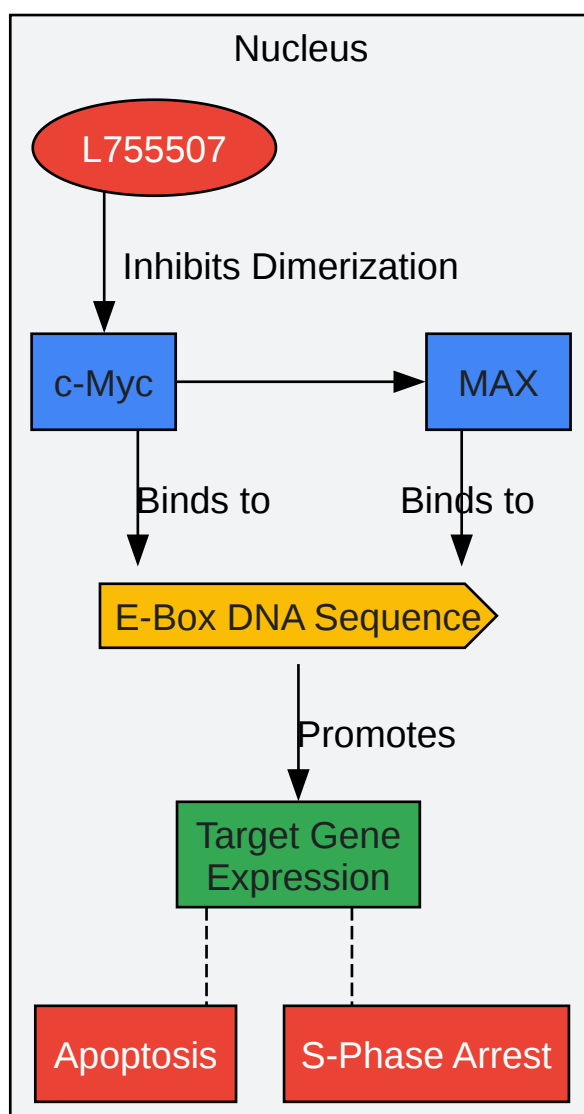 Nucleus
L755507
Inhibits Dimerization
c-Myc
MAX
Binds to
Binds to
E-Box DNA Sequence
Promotes
Target Gene
Expression
Apoptosis
S-Phase Arrest